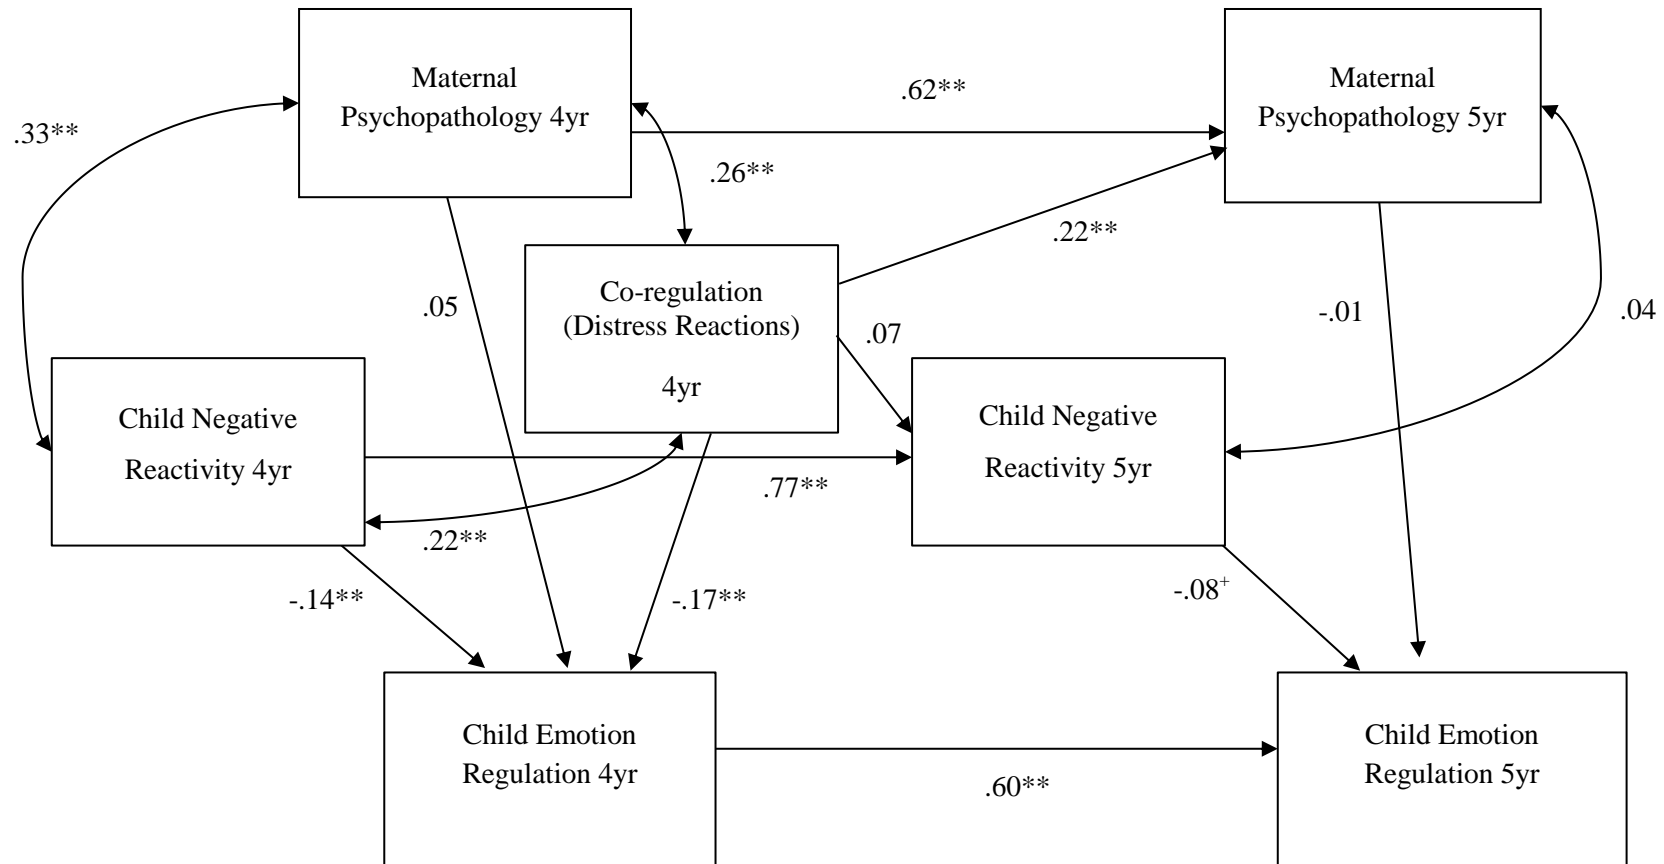 Maternal
Psychopathology 4yr
Maternal
Psychopathology 5yr
.62**
.33**
.26**
.22**
Co-regulation
(Distress Reactions)
4yr
.05
.07
-.01
.04
Child Negative
Reactivity 4yr
Child Negative
Reactivity 5yr
.77**
.22**
-.14**
-.17**
-.08+
Child Emotion
Regulation 4yr
Child Emotion
Regulation 5yr
.60**